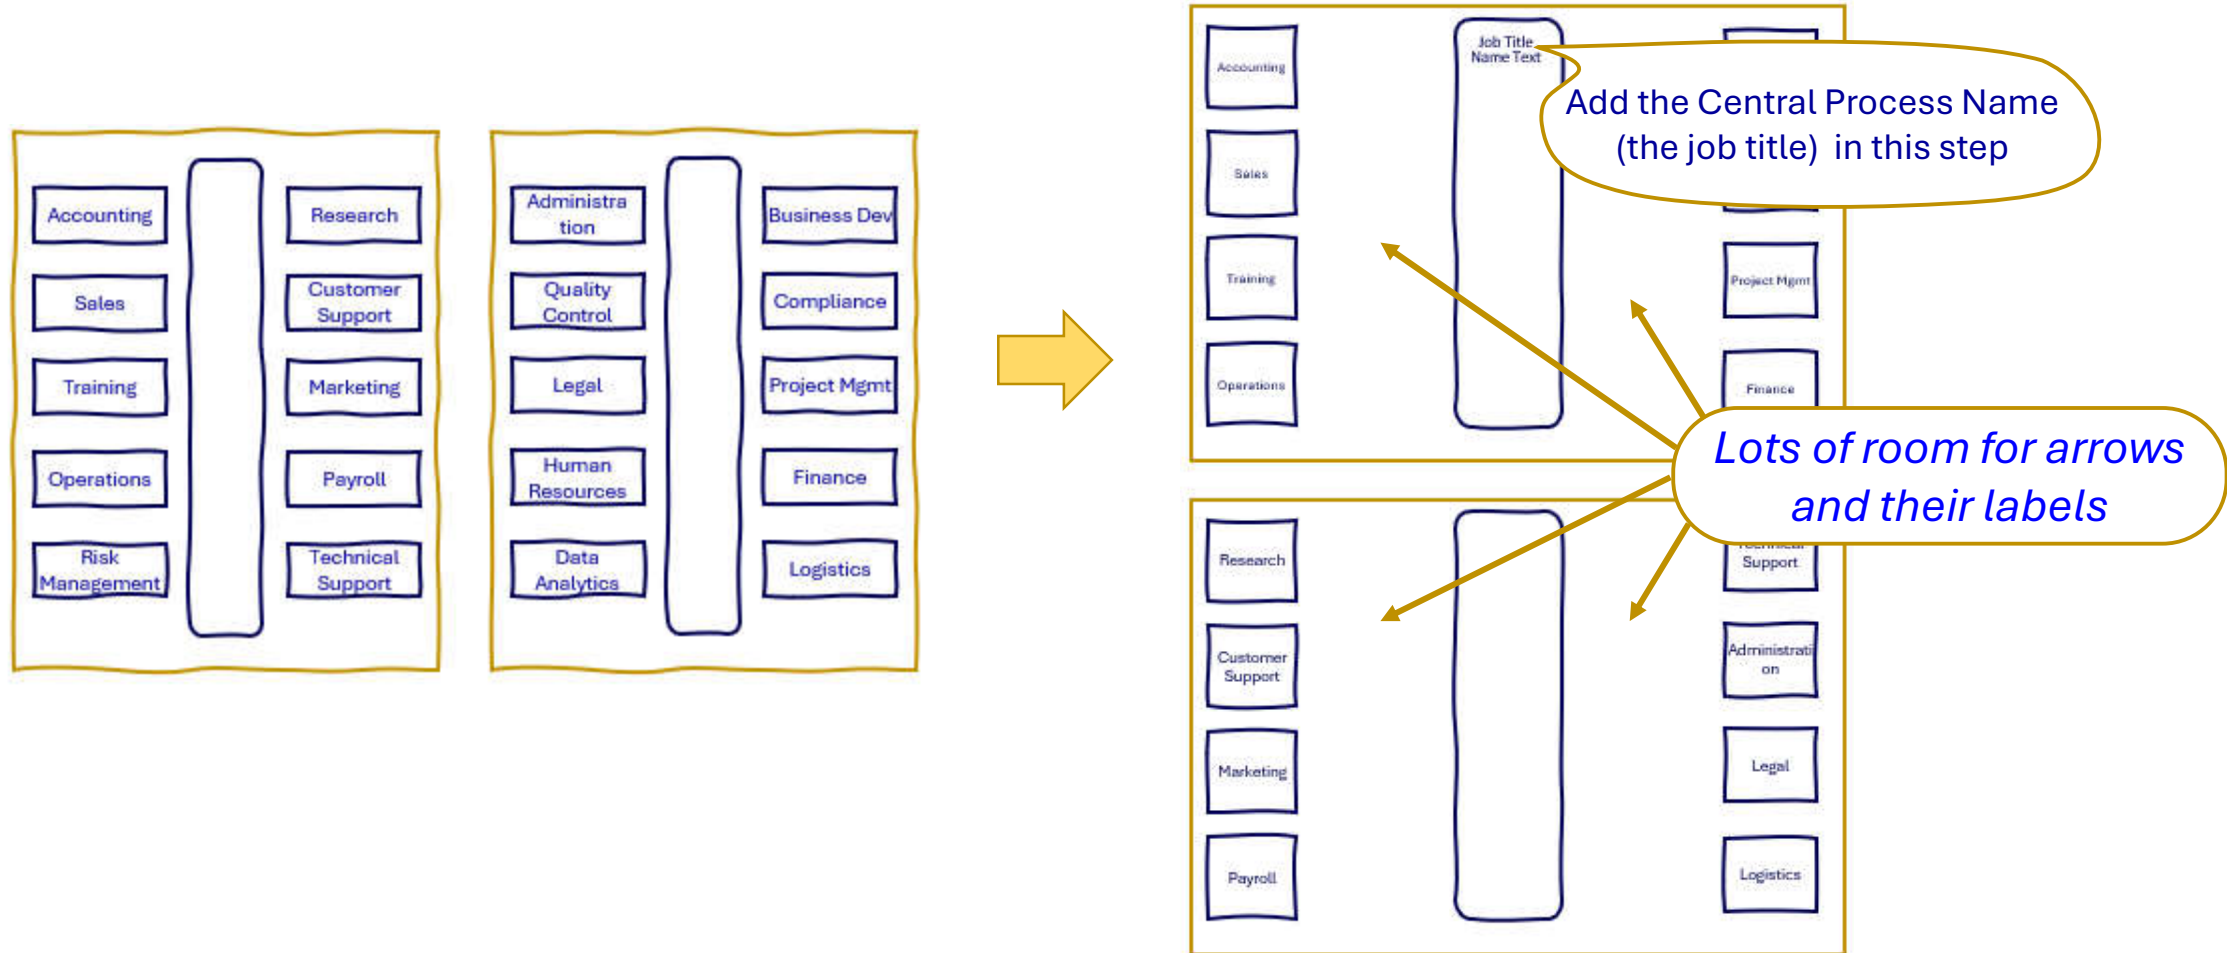 Accounting
Sales
Training
Operations
Risk
Management
Research
Customer
Support
Marketing
Payroll
Technical
Support
Administra
tion
Quality
Control
Legal
Human
Resources
Data
Analytics
Business Dev
Compliance
Project Mgmt
Finance
Logistics
Accounting
Sales
Training
Operations
Job Title
Name Text
Add the Central Process Name
(the job title)  in this step
Project Mgmt
Finance
Lots of room for arrows
and their labels
Research
Customer
Support
Marketing
Payroll
Technical
Support
Administrati
on
Legal
Logistics